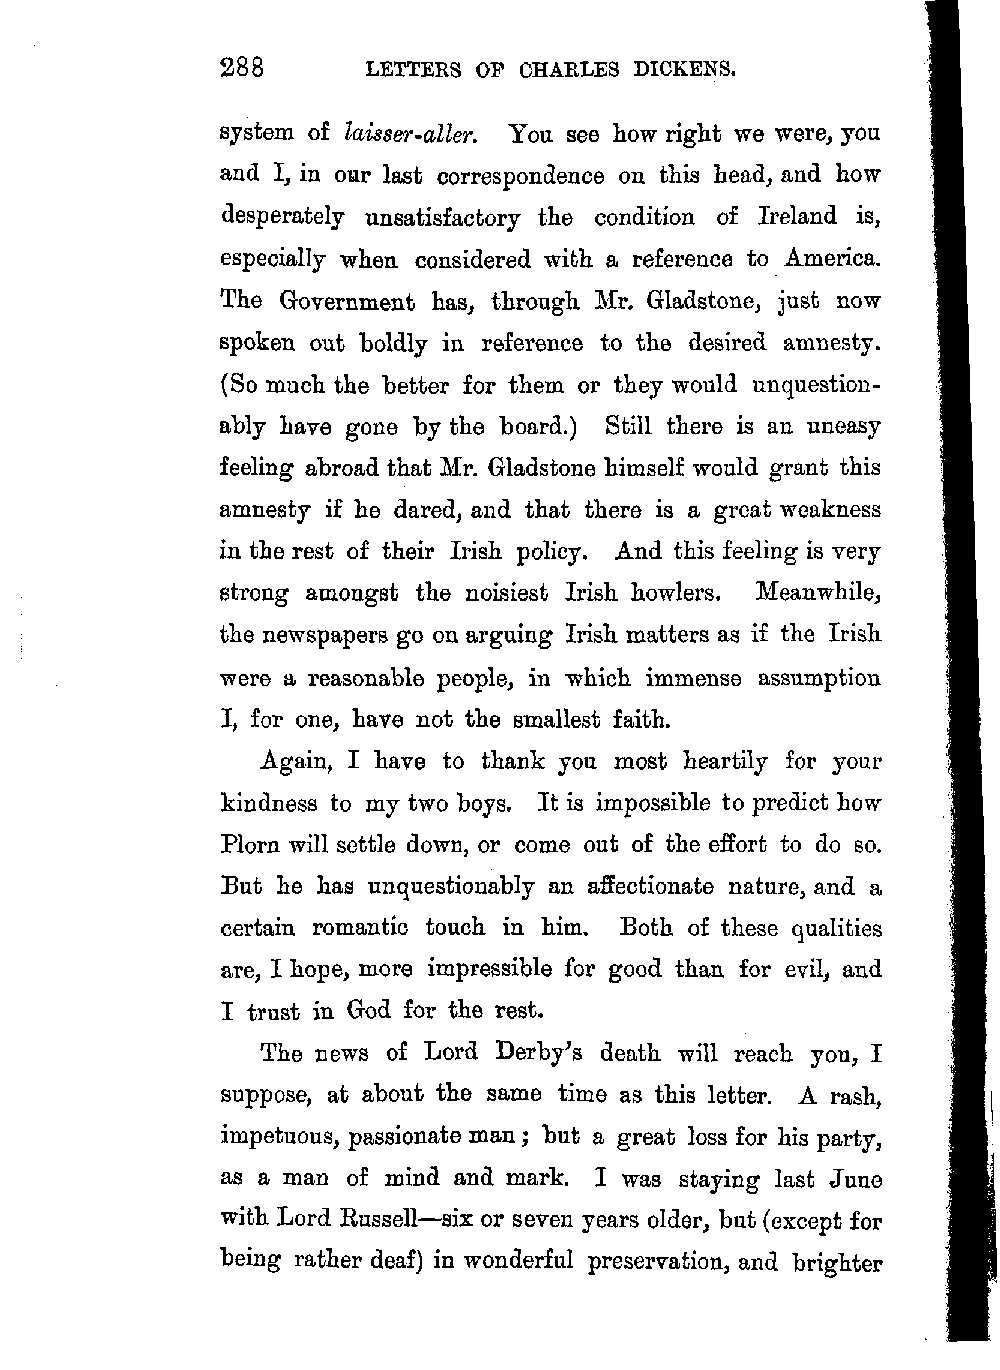 288 LETTERS OF CHARLES DICKENS.
system of laisser-aller. You see how right we were, you
and I, in our last correspondence on this head, and how
desperately unsatisfactory the condition of Ireland is,
especially when considered with a reference to America.
The Government has, through Mr. Gladstone, just now
spoken out boldly in reference to the desired amnesty.
(So much the better for them or they would unquestion-
ably have gone by the board.) Still there is an uneasy
feeling abroad that Mr. Gladstone himself would grant this
amnesty if he dared, and that there is a great weakness
in the rest of their Irish policy. And this feeling is very
strong amongst the noisiest Irish howlers. Meanwhile,
the newspapers go on arguing Irish matters as if the Irish
were a reasonable people, in which immense assumption
I, for one, have not the smallest faith.
Again, I have to thank you most heartily for your
kindness to my two boys. It is impossible to predict how
Plorn will settle down, or come out of the effort to do so.
But he has unquestionably an affectionate nature, and a
certain romantic touch in him. Both of these qualities
are, I hope, more impressible for good than for evil, and
I trust in God for the rest.
The news of Lord Derby's death will reach you, I
suppose, at about the same time as this letter. A rash,
impetuous, passionate man; but a great loss for his party,
as a man of mind and mark. I was staying last June
with Lord Russell—six or seven years older, but (except for
being rather deaf) in wonderful preservation, and brighter